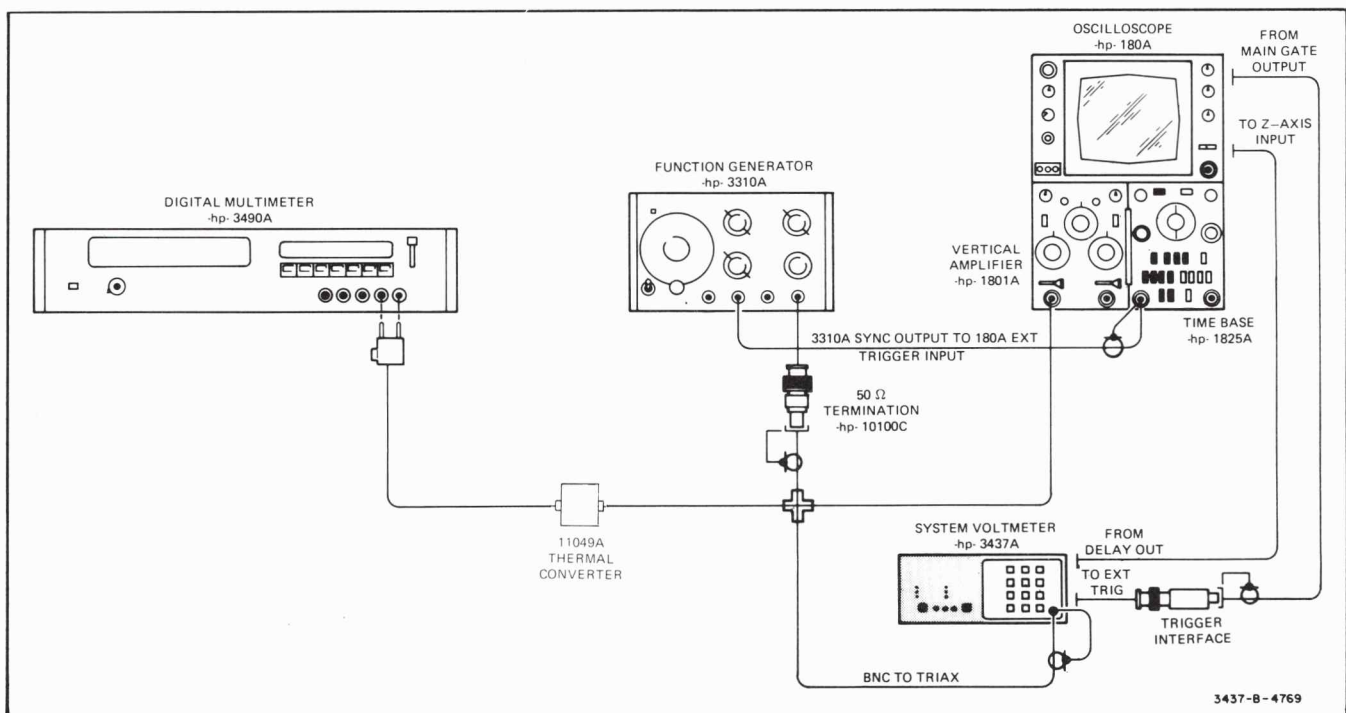 OSCILLOSCOPE
-hp- 180A
FROM
MAIN GATE
OUTPUT
TO Z-AXIS
INPUT
FUNCTION GENERATOR
-hp- 3310A
DIGITAL MULTIMETER
-hp- 3490A
VERTICAL
AMPLIFIER
-hp- 1801A
TIME BASE
-hp- 1825A
3310A SYNC OUTPUT TO 180A EXT
TRIGGER INPUT
50 Ω
TERMINATION
-hp- 10100C
11049A
THERMAL
CONVERTER
SYSTEM VOLTMETER
-hp- 3437A
FROM
DELAY OUT
TO EXT
TRIG
TRIGGER
INTERFACE
BNC TO TRIAX
3437-B-4769